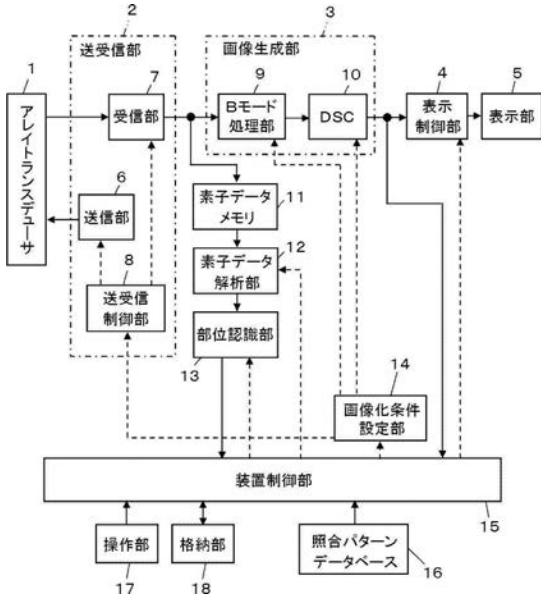 2
送受信部
3
画像生成部
1
7
9
10
4
5
アレイトランスデューサ
受信部
Bモード
処理部
DSC
表示
制御部
表示部
6
送信部
素子データ
メモリ
11
8
送受信
制御部
12
素子データ
解析部
部位認識部
13
14
画像化条件
設定部
装置制御部
15
操作部
格納部
照合パターン
データベース
17
18
16